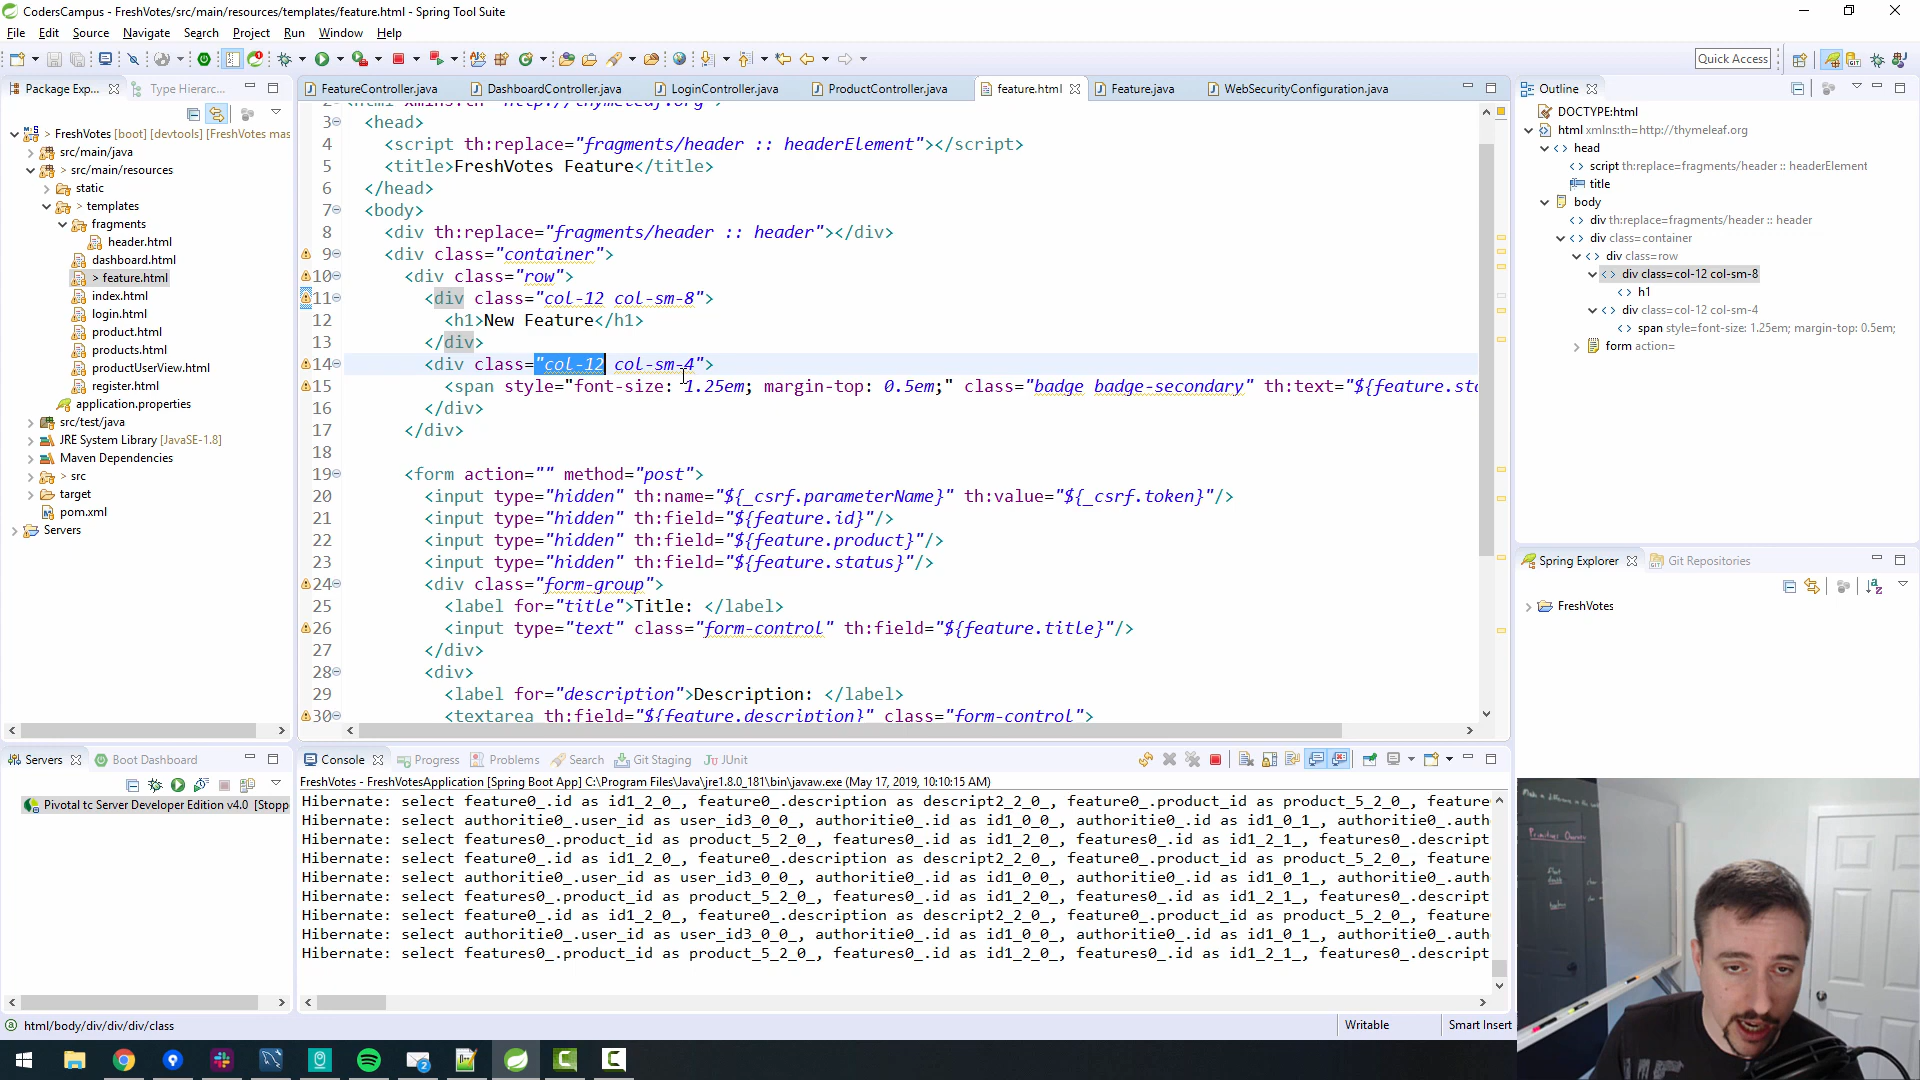 CodersCampus - FreshVotes/src/main/resources/templates/feature.html - Spring Tool Suite
File Edit Source Navigate Search Project Run Window Help
Quick Access
Package Exp...
Type Hierarc...
FeatureController.java
DashboardController.java
LoginController.java
ProductController.java
feature.html
Feature.java
WebSecurityConfiguration.java
Outline
> FreshVotes [boot] [devtools] [FreshVotes mas
src/main/java
> src/main/resources
static
> templates
fragments
header.html
dashboard.html
> feature.html
index.html
login.html
product.html
products.html
productUserView.html
register.html
application.properties
src/test/java
JRE System Library [JavaSE-1.8]
Maven Dependencies
> src
target
pom.xml
Servers
3 <head>
4 <script th:replace="fragments/header :: headerElement"></script>
5 <title>FreshVotes Feature</title>
6 </head>
7 <body>
8 <div th:replace="fragments/header :: header"></div>
9 <div class="container">
10 <div class="row">
11 <div class="col-12 col-sm-8">
12 <h1>New Feature</h1>
13 </div>
14 <div class="col-12 col-sm-4">
15 <span style="font-size: 1.25em; margin-top: 0.5em;" class="badge badge-secondary" th:text="${feature.sta
16 </div>
17 </div>
18
19 <form action="" method="post">
20 <input type="hidden" th:name="${_csrf.parameterName}" th:value="${_csrf.token}"/>
21 <input type="hidden" th:field="${feature.id}"/>
22 <input type="hidden" th:field="${feature.product}"/>
23 <input type="hidden" th:field="${feature.status}"/>
24 <div class="form-group">
25 <label for="title">Title: </label>
26 <input type="text" class="form-control" th:field="${feature.title}"/>
27 </div>
28 <div>
29 <label for="description">Description: </label>
30 <textarea th:field="${feature.description}" class="form-control">
DOCTYPE:html
html xmlns:th=http://thymeleaf.org
head
script th:replace=fragments/header :: headerElement
title
body
div th:replace=fragments/header :: header
div class=container
div class=row
div class=col-12 col-sm-8
h1
div class=col-12 col-sm-4
span style=font-size: 1.25em; margin-top: 0.5em;
form action=
Spring Explorer
Git Repositories
FreshVotes
Servers
Boot Dashboard
Pivotal tc Server Developer Edition v4.0 [Stopp
Console
Progress
Problems
Search
Git Staging
JUnit
FreshVotes - FreshVotesApplication [Spring Boot App] C:\Program Files\Java\jre1.8.0_181\bin\javaw.exe (May 17, 2019, 10:10:15 AM)
Hibernate: select feature0_.id as id1_2_0_, feature0_.description as descript2_2_0_, feature0_.product_id as product_5_2_0_, feature
Hibernate: select authoritie0_.user_id as user_id3_0_0_, authoritie0_.id as id1_0_0_, authoritie0_.id as id1_0_1_, authoritie0_.auth
Hibernate: select features0_.product_id as product_5_2_0_, features0_.id as id1_2_0_, features0_.id as id1_2_1_, features0_.descript
Hibernate: select feature0_.id as id1_2_0_, feature0_.description as descript2_2_0_, feature0_.product_id as product_5_2_0_, feature
Hibernate: select authoritie0_.user_id as user_id3_0_0_, authoritie0_.id as id1_0_0_, authoritie0_.id as id1_0_1_, authoritie0_.auth
Hibernate: select features0_.product_id as product_5_2_0_, features0_.id as id1_2_0_, features0_.id as id1_2_1_, features0_.descript
Hibernate: select feature0_.id as id1_2_0_, feature0_.description as descript2_2_0_, feature0_.product_id as product_5_2_0_, feature
Hibernate: select authoritie0_.user_id as user_id3_0_0_, authoritie0_.id as id1_0_0_, authoritie0_.id as id1_0_1_, authoritie0_.auth
Hibernate: select features0_.product_id as product_5_2_0_, features0_.id as id1_2_0_, features0_.id as id1_2_1_, features0_.descript
html/body/div/div/div/class
Writable
Smart Insert